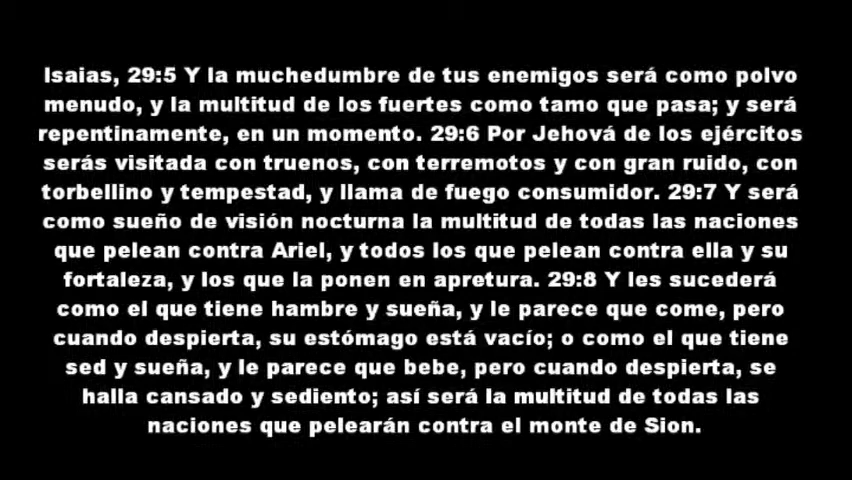 Isaias, 29:5 Y la muchedumbre de tus enemigos será como polvo
menudo, y la multitud de los fuertes como tamo que pasa; y será
repentinamente, en un momento. 29:6 Por Jehová de los ejércitos
serás visitada con truenos, con terremotos y con gran ruido, con
torbellino y tempestad, y llama de fuego consumidor. 29:7 Y será
como sueño de visión nocturna la multitud de todas las naciones
que pelean contra Ariel, y todos los que pelean contra ella y su
fortaleza, y los que la ponen en apretura. 29:8 Y les sucederá
como el que tiene hambre y sueña, y le parece que come, pero
cuando despierta, su estómago está vacío; o como el que tiene
sed y sueña, y le parece que bebe, pero cuando despierta, se
halla cansado y sediento; así será la multitud de todas las
naciones que pelearán contra el monte de Sion.